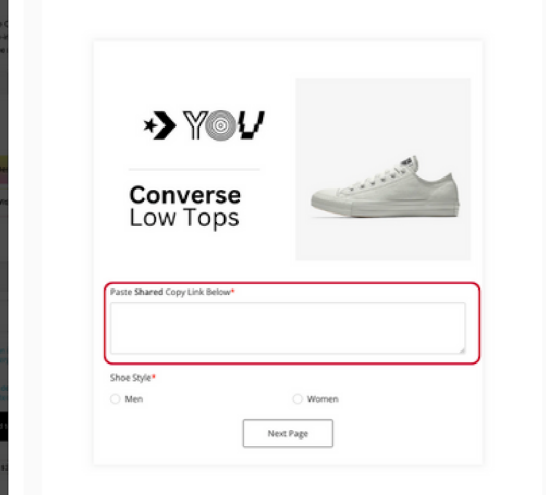 YOU
Converse
Low Tops
Paste Shared Copy Link Below*
Shoe Style*
Men
Women
Next Page